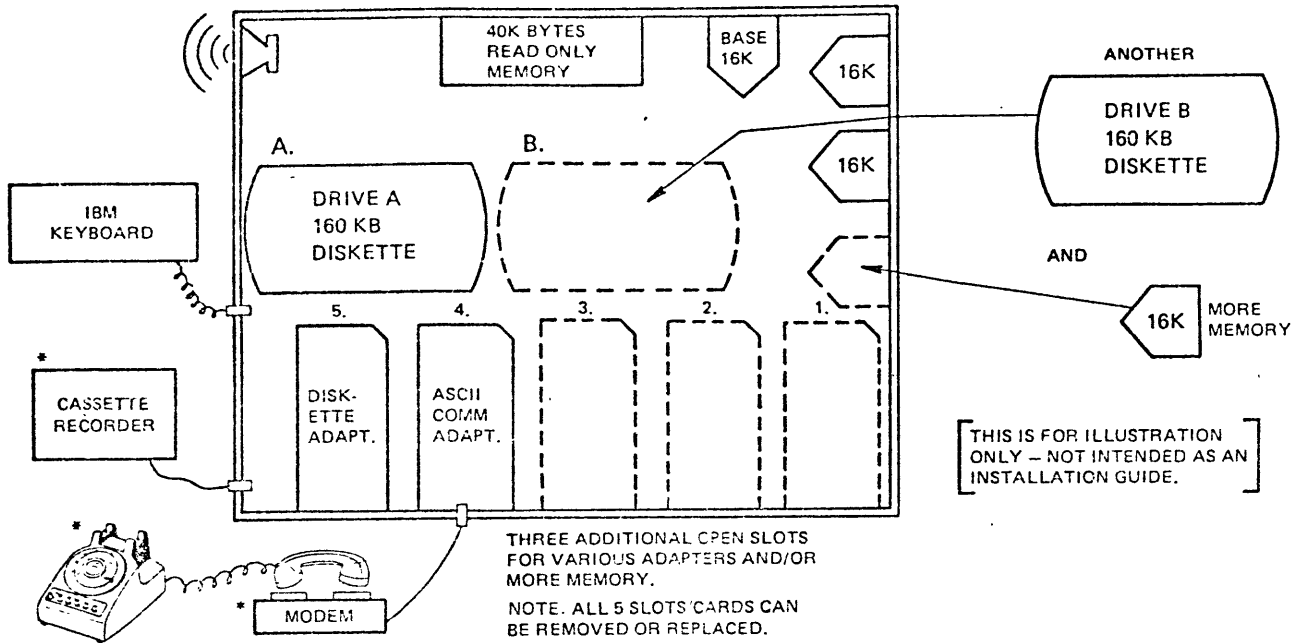 40K BYTES
READ ONLY
MEMORY
BASE
16K
16K
16K
ANOTHER
DRIVE B
160 KB
DISKETTE
A.
DRIVE A
160 KB
DISKETTE
B.
IBM
KEYBOARD
AND
16K
MORE
MEMORY
5.
4.
3.
2.
1.
DISK-
ETTE
ADAPT.
ASCII
COMM
ADAPT.
*
CASSETTE
RECORDER
[THIS IS FOR ILLUSTRATION
ONLY – NOT INTENDED AS AN
INSTALLATION GUIDE.]
*
*
MODEM
THREE ADDITIONAL OPEN SLOTS
FOR VARIOUS ADAPTERS AND/OR
MORE MEMORY.
NOTE. ALL 5 SLOTS CARDS CAN
BE REMOVED OR REPLACED.